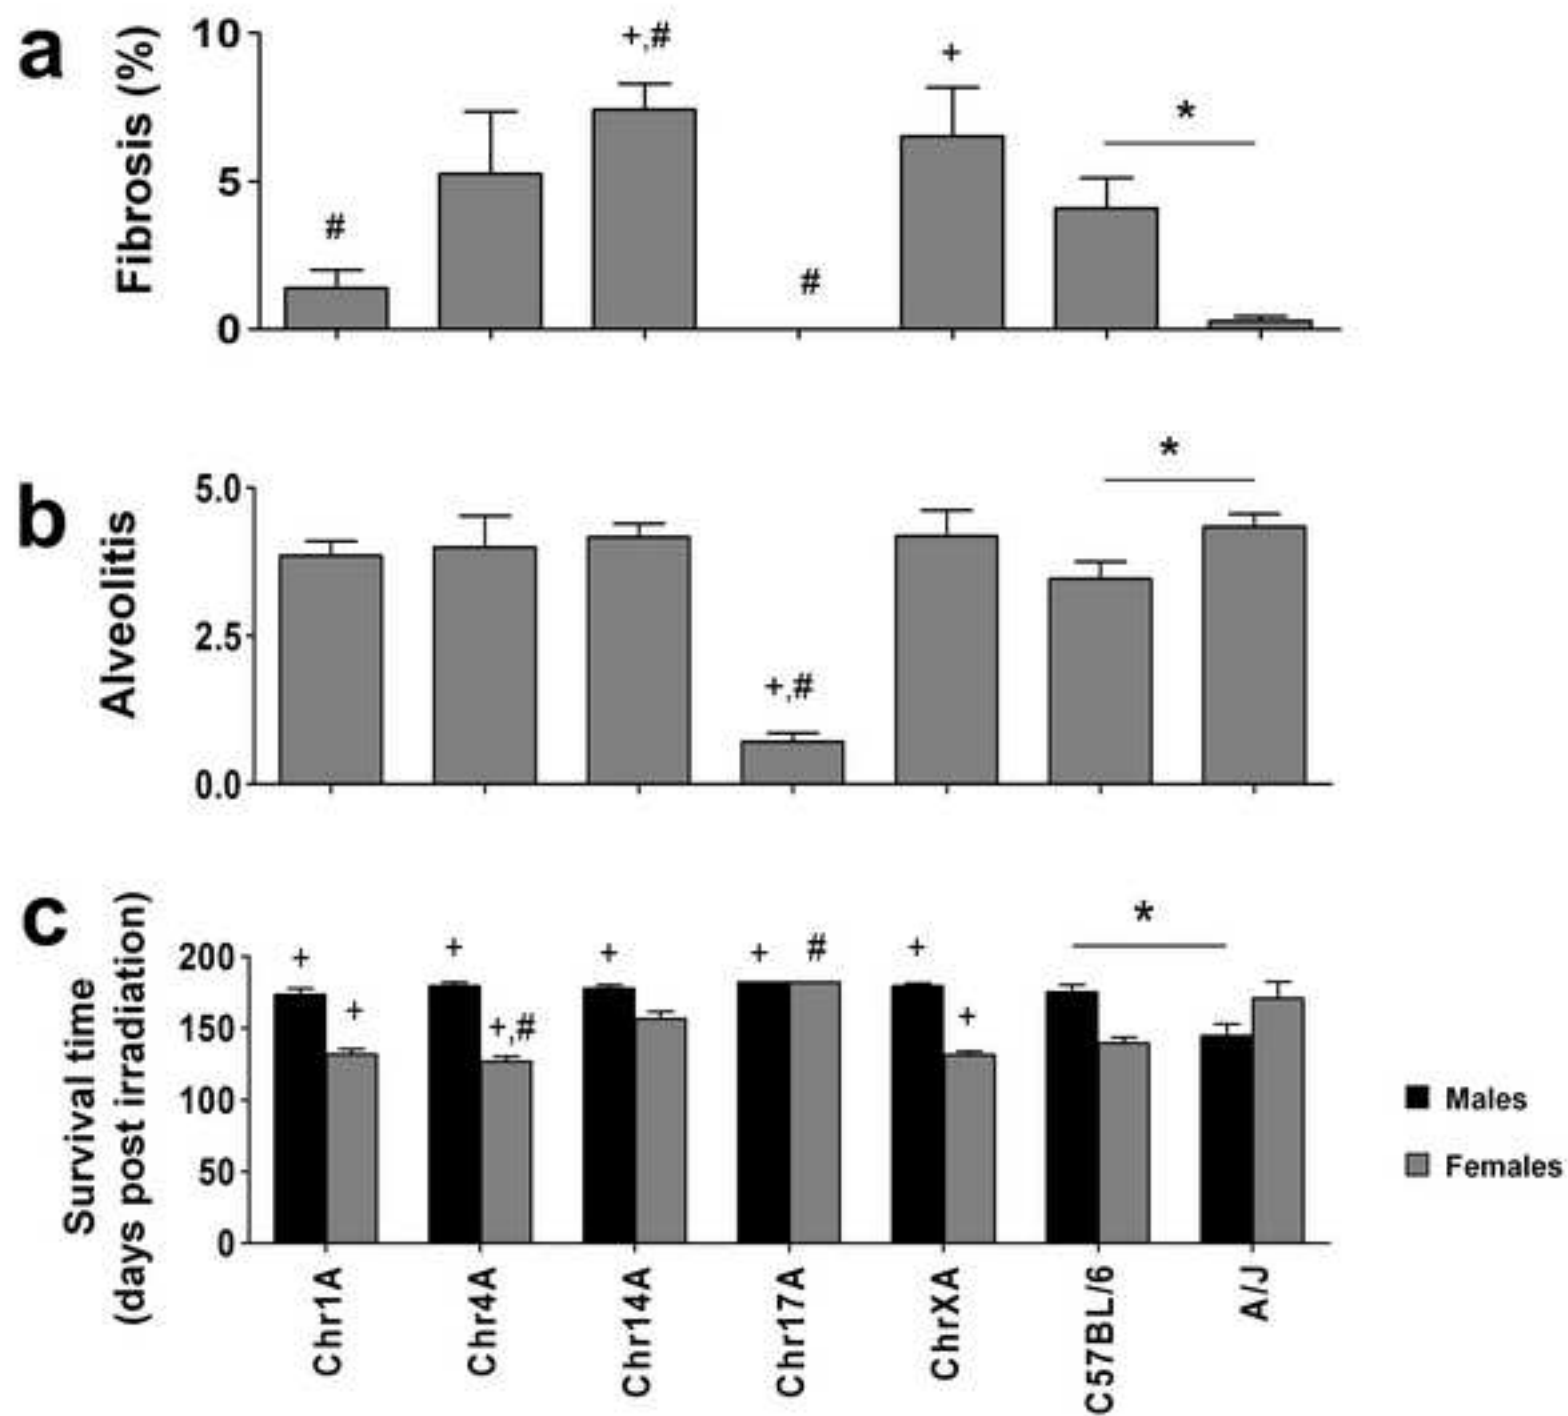 a
Fibrosis (%)
10
5
0
#
+,#
#
+
*
b
Alveolitis
5.0
2.5
0.0
+,#
*
c
Survival time
(days post irradiation)
200
150
100
50
0
+
+
+
+,#
+
+
#
+
+
*
Males
Females
Chr1A
Chr4A
Chr14A
Chr17A
ChrXA
C57BL/6
A/J